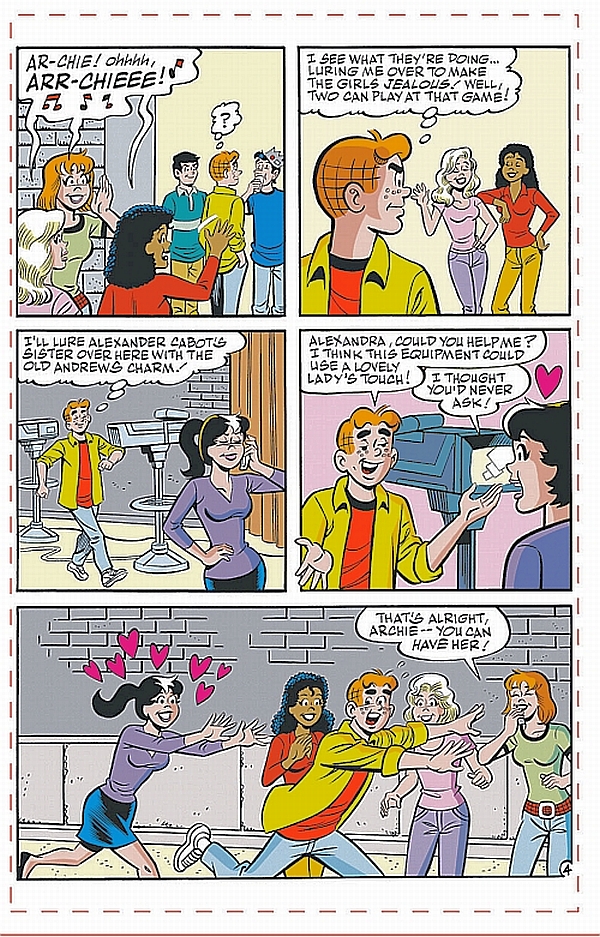 AR-CHIE! OHHHH,
ARR-CHIEEE!
?
I SEE WHAT THEY'RE DOING...
LURING ME OVER TO MAKE
THE GIRLS JEALOUS! WELL,
TWO CAN PLAY AT THAT GAME!
I'LL LURE ALEXANDER CABOT'S
SISTER OVER HERE WITH THE
OLD ANDREWS CHARM!
ALEXANDRA, COULD YOU HELP ME?
I THINK THIS EQUIPMENT COULD
USE A LOVELY
LADY'S TOUCH!
I THOUGHT
YOU'D NEVER
ASK!
THAT'S ALRIGHT,
ARCHIE-- YOU CAN
HAVE HER!
4